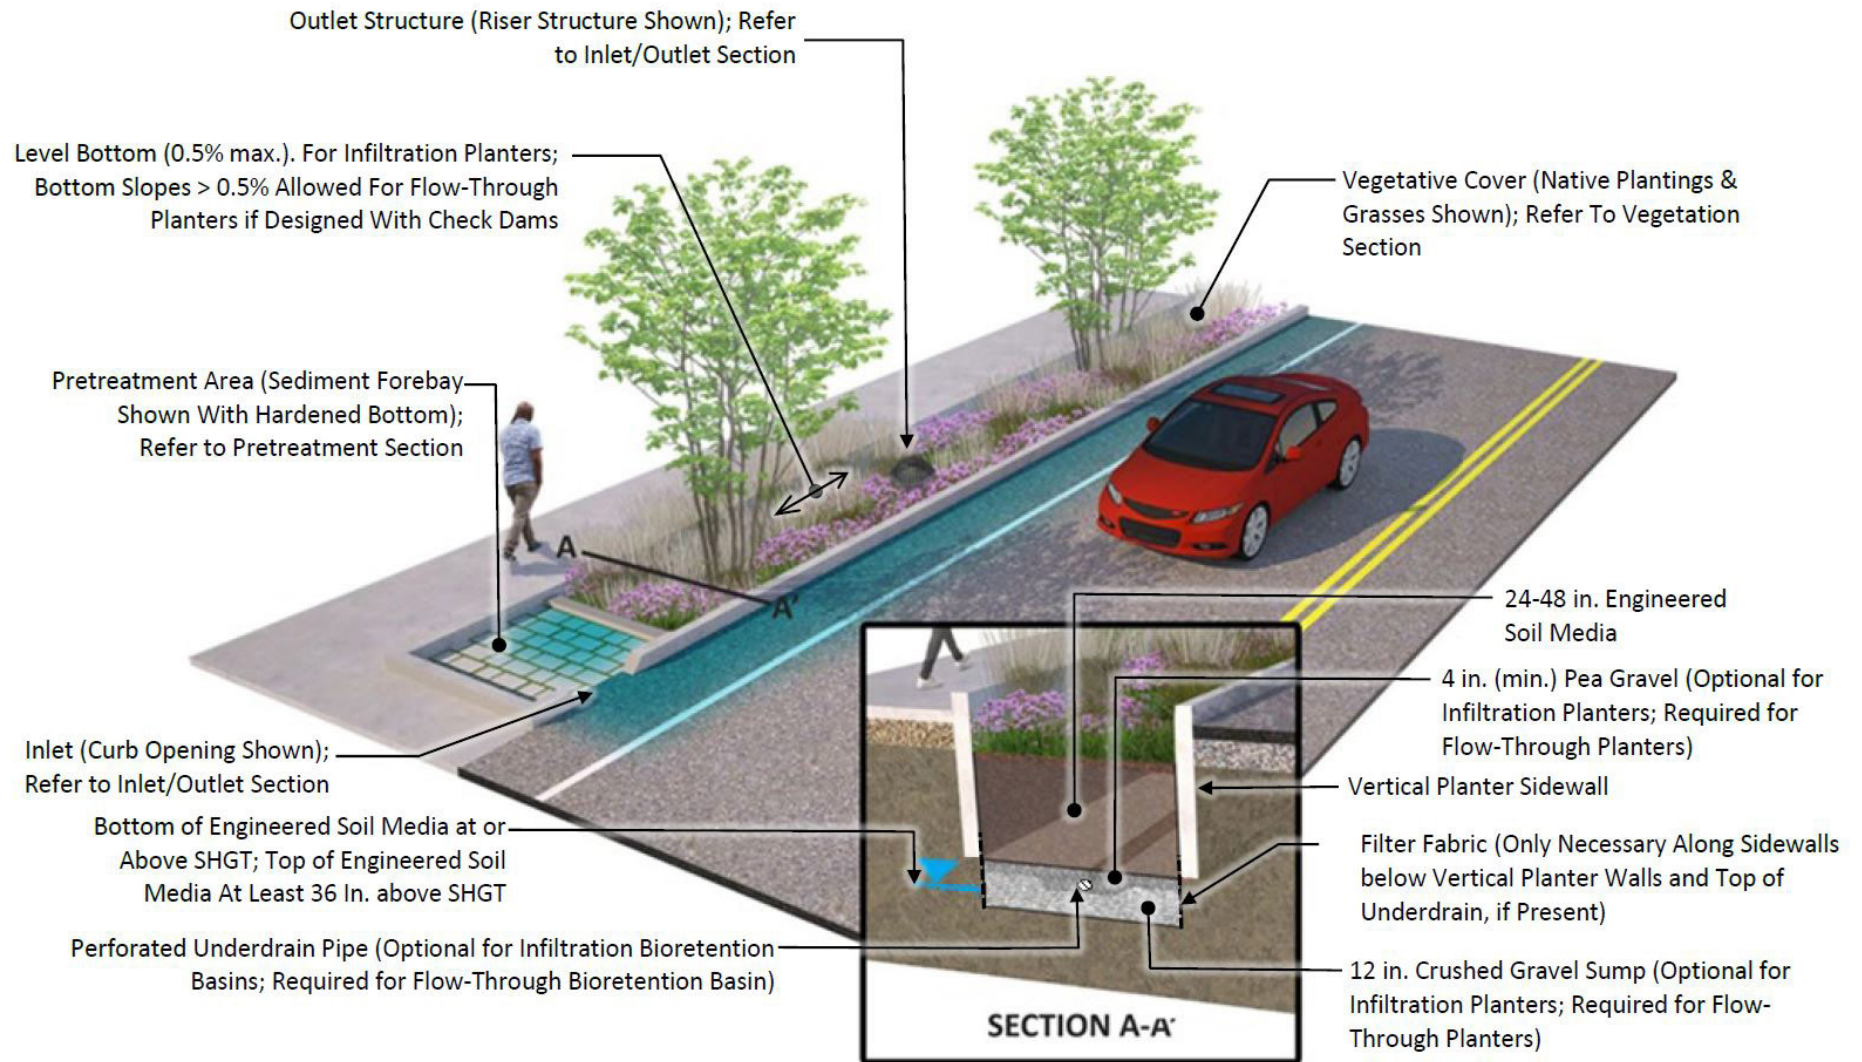 Outlet Structure (Riser Structure Shown); Refer
to Inlet/Outlet Section
Level Bottom (0.5% max.). For Infiltration Planters;
Bottom Slopes > 0.5% Allowed For Flow-Through
Planters if Designed With Check Dams
Vegetative Cover (Native Plantings &
Grasses Shown); Refer To Vegetation
Section
Pretreatment Area (Sediment Forebay
Shown With Hardened Bottom);
Refer to Pretreatment Section
A
A'
24-48 in. Engineered
Soil Media
4 in. (min.) Pea Gravel (Optional for
Infiltration Planters; Required for
Flow-Through Planters)
Inlet (Curb Opening Shown);
Refer to Inlet/Outlet Section
Vertical Planter Sidewall
Bottom of Engineered Soil Media at or
Above SHGT; Top of Engineered Soil
Media At Least 36 In. above SHGT
Filter Fabric (Only Necessary Along Sidewalls
below Vertical Planter Walls and Top of
Underdrain, if Present)
Perforated Underdrain Pipe (Optional for Infiltration Bioretention
Basins; Required for Flow-Through Bioretention Basin)
12 in. Crushed Gravel Sump (Optional for
Infiltration Planters; Required for Flow-
Through Planters)
SECTION A-A'